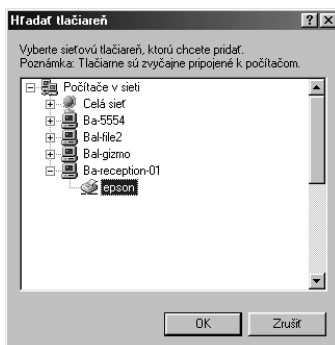 Hľadať tlačiareň
Vyberte sieťovú tlačiareň, ktorú chcete pridať.
Poznámka: Tlačiarne sú zvyčajne pripojené k počítačom.
Počítače v sieti
Celá sieť
Ba-5554
Bal-file2
Bal-gizmo
Ba-reception-01
epson
OK
Zrušiť